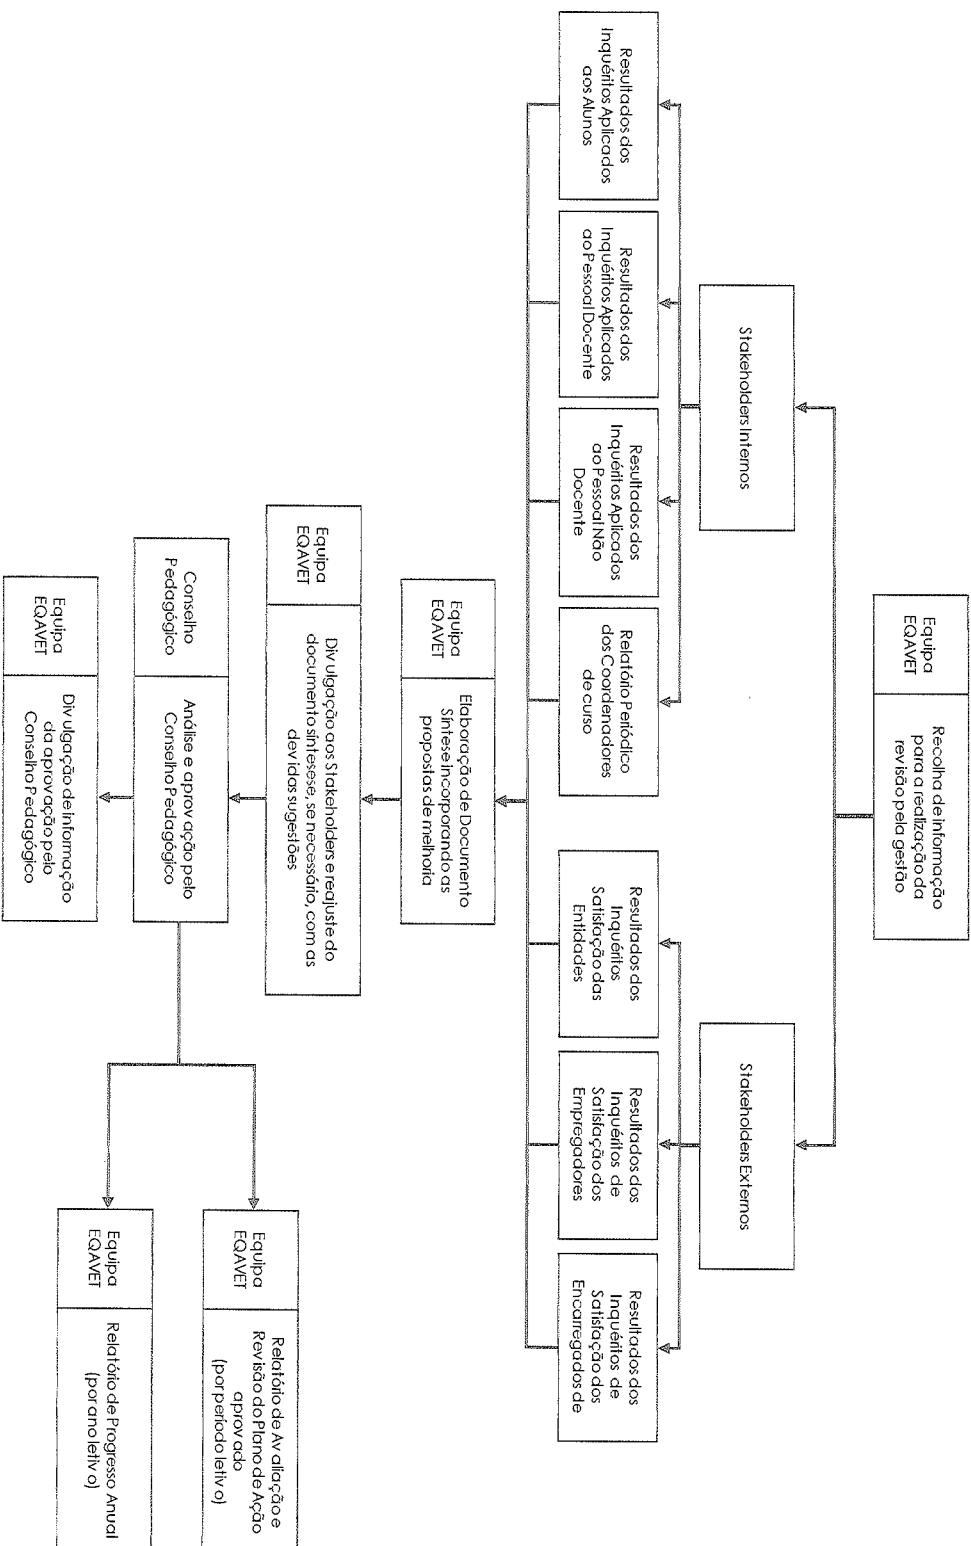 Equipa
EQAVET
Recolha de informação
para a realização da
revisão pela gestão
Stakeholders Internos
Stakeholders Externos
Resultados dos
Inquéritos Aplicados
aos Alunos
Resultados dos
Inquéritos Aplicados
ao Pessoal Docente
Resultados dos
Inquéritos Aplicados
ao Pessoal Não
Docente
Relatório Periódico
dos Coordenadores
de curso
Resultados dos
Inquéritos
Satisfação das
Entidades
Resultados dos
Inquéritos de
Satisfação dos
Empregadores
Resultados dos
Inquéritos de
Satisfação dos
Encarregados de
Equipa
EQAVET
Elaboração de Documento
Síntese incorporando as
propostas de melhoria
Equipa
EQAVET
Divulgação aos Stakeholders e reajuste do
documento síntesese, se necessário, com as
devidas sugestões
Conselho
Pedagógico
Análise e aprovação pelo
Conselho Pedagógico
Equipa
EQAVET
Divulgação de informação
da aprovação pelo
Conselho Pedagógico
Equipa
EQAVET
Relatório de Avaliação e
Revisão do Plano de Ação
aprovado
(por período letivo)
Equipa
EQAVET
Relatório de Progresso Anual
(por ano letivo)